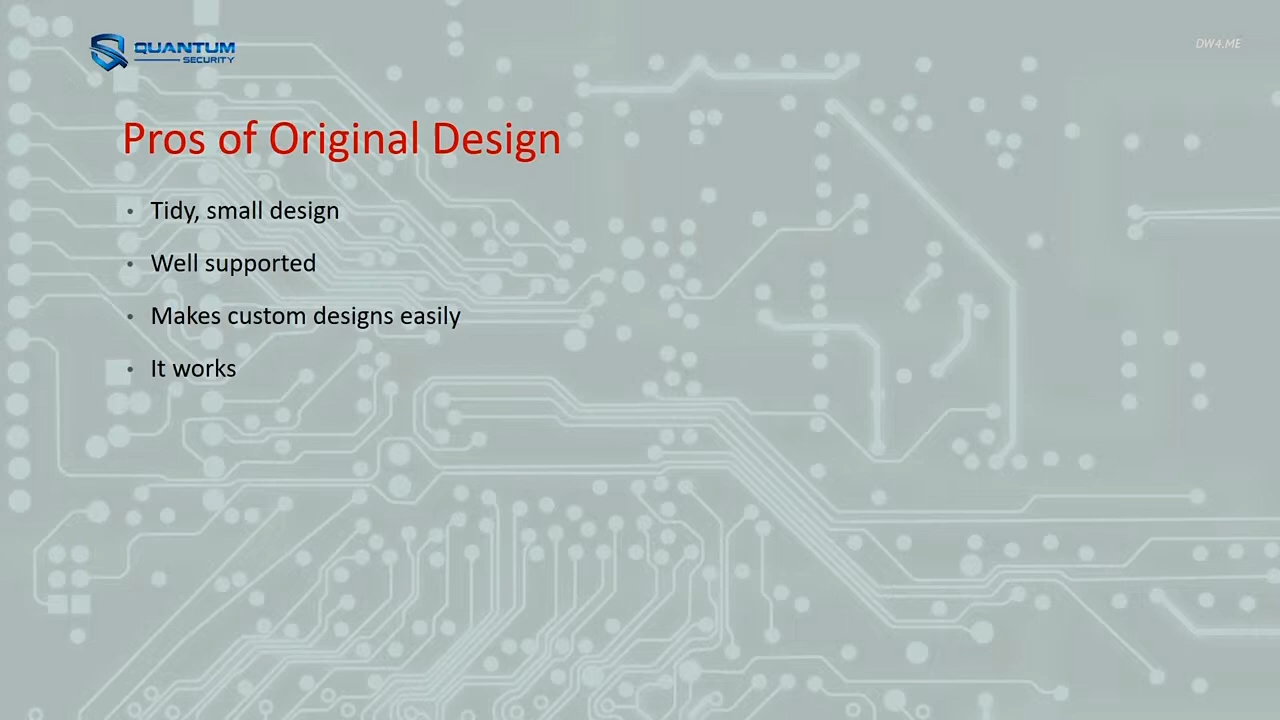 QUANTUM
SECURITY
DW4.ME
Pros of Original Design
• Tidy, small design
• Well supported
• Makes custom designs easily
• It works